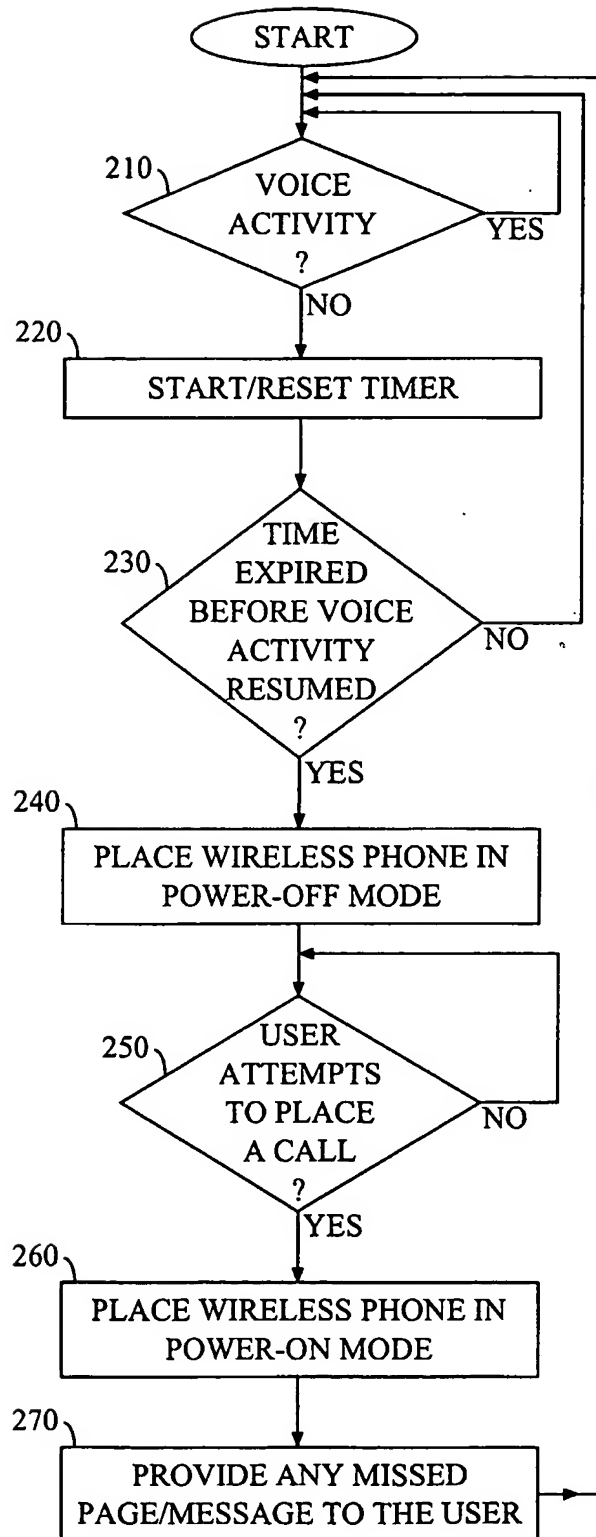 START
210
VOICE
ACTIVITY
?
YES
NO
220
START/RESET TIMER
230
TIME
EXPIRED
BEFORE VOICE
ACTIVITY
RESUMED
?
NO
YES
240
PLACE WIRELESS PHONE IN
POWER-OFF MODE
250
USER
ATTEMPTS
TO PLACE
A CALL
?
NO
YES
260
PLACE WIRELESS PHONE IN
POWER-ON MODE
270
PROVIDE ANY MISSED
PAGE/MESSAGE TO THE USER